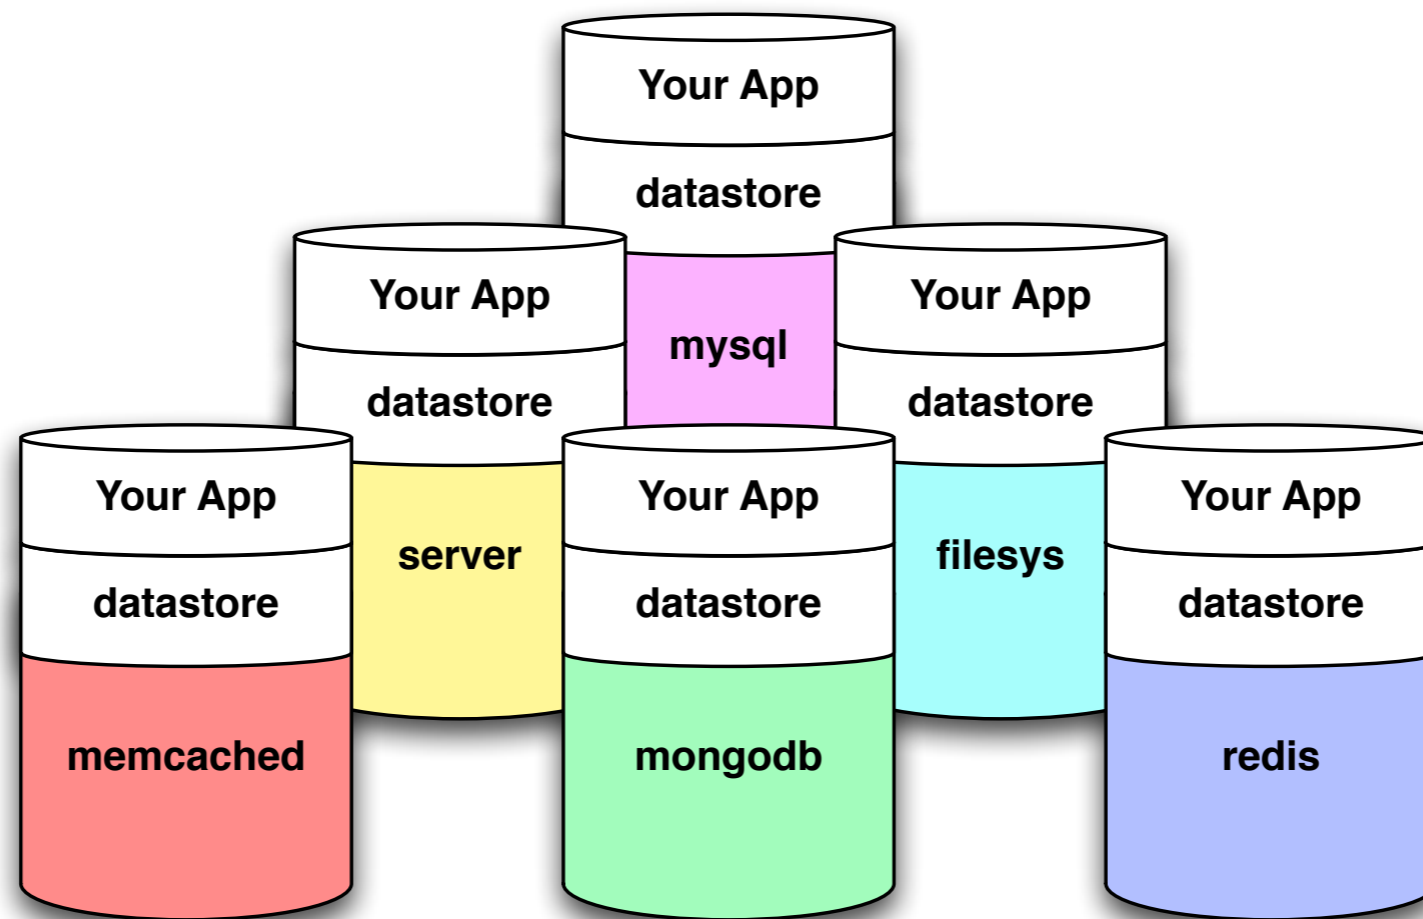 Your App
datastore
mysql
Your App
datastore
server
Your App
datastore
filesys
Your App
datastore
memcached
Your App
datastore
mongodb
Your App
datastore
redis